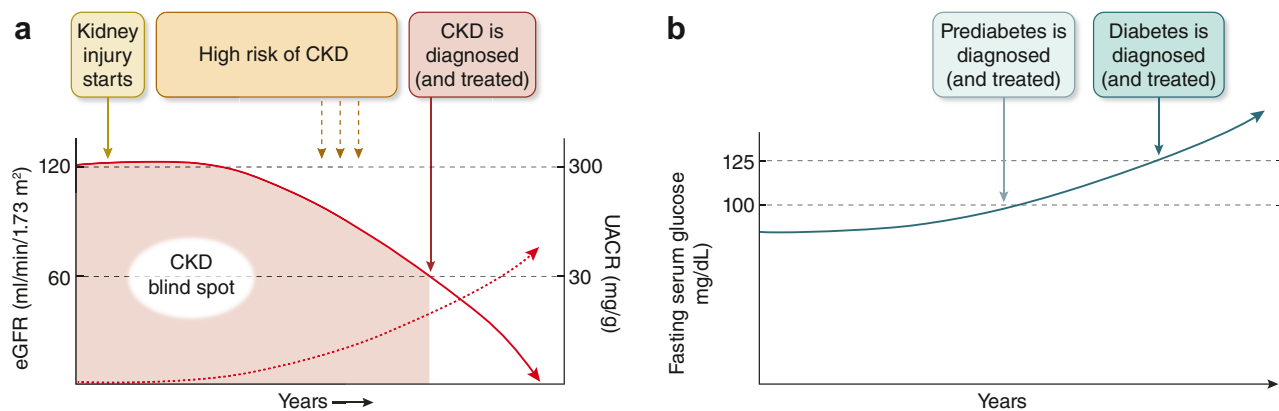 a
Kidney
injury
starts
High risk of CKD
CKD is
diagnosed
(and treated)
120
60
eGFR (ml/min/1.73 m²)
CKD
blind spot
300
30
UACR (mg/g)
Years
b
Prediabetes is
diagnosed
(and treated)
Diabetes is
diagnosed
(and treated)
125
100
Fasting serum glucose
mg/dL)
Years